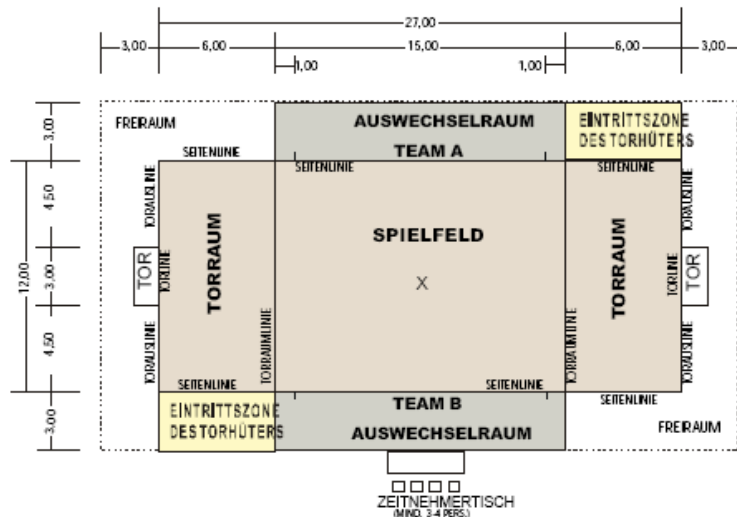 27,00
3,00 6,00 15,00 6,00 3,00
1,00 1,00
3,00
FREIRAUM
AUSWECHSELRAUM
TEAM A
EINTRITTSZONE
DES TORHÜTERS
SEITENLINIE
SEITENLINIE
SEITENLINIE
12,00
4,50
3,00
4,50
TORAUSLINIE
TORAUSLINIE
TOR
TORLINIE
TORRAUM
SPIELFELD
X
TORRAUM
TORLINIE
TOR
TORRAUMLINIE
TORRAUMLINIE
TORAUSLINIE
TORAUSLINIE
SEITENLINIE
SEITENLINIE
SEITENLINIE
3,00
EINTRITTSZONE
DES TORHÜTERS
TEAM B
AUSWECHSELRAUM
FREIRAUM
ZEITNEHMERTISCH
(MIND. 3-4 PERS.)